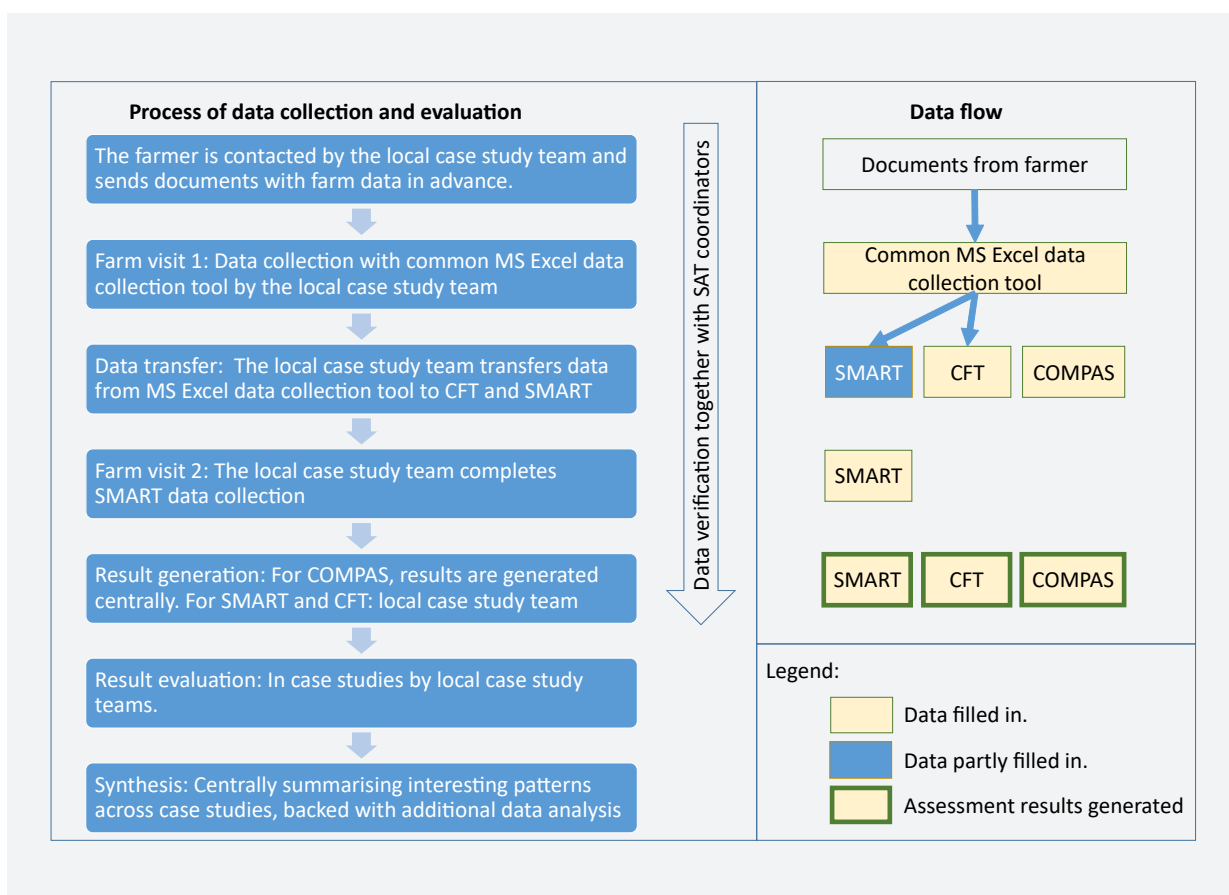 Process of data collection and evaluation
The farmer is contacted by the local case study team and
sends documents with farm data in advance.
Farm visit 1: Data collection with common MS Excel data
collection tool by the local case study team
Data transfer:  The local case study team transfers data
from MS Excel data collection tool to CFT and SMART
Farm visit 2: The local case study team completes
SMART data collection
Result generation: For COMPAS, results are generated
centrally. For SMART and CFT: local case study team
Result evaluation: In case studies by local case study
teams.
Synthesis: Centrally summarising interesting patterns
across case studies, backed with additional data analysis
Data verification together with SAT coordinators
Data flow
Documents from farmer
Common MS Excel data
collection tool
SMART
CFT
COMPAS
SMART
SMART
CFT
COMPAS
Legend:
Data filled in.
Data partly filled in.
Assessment results generated